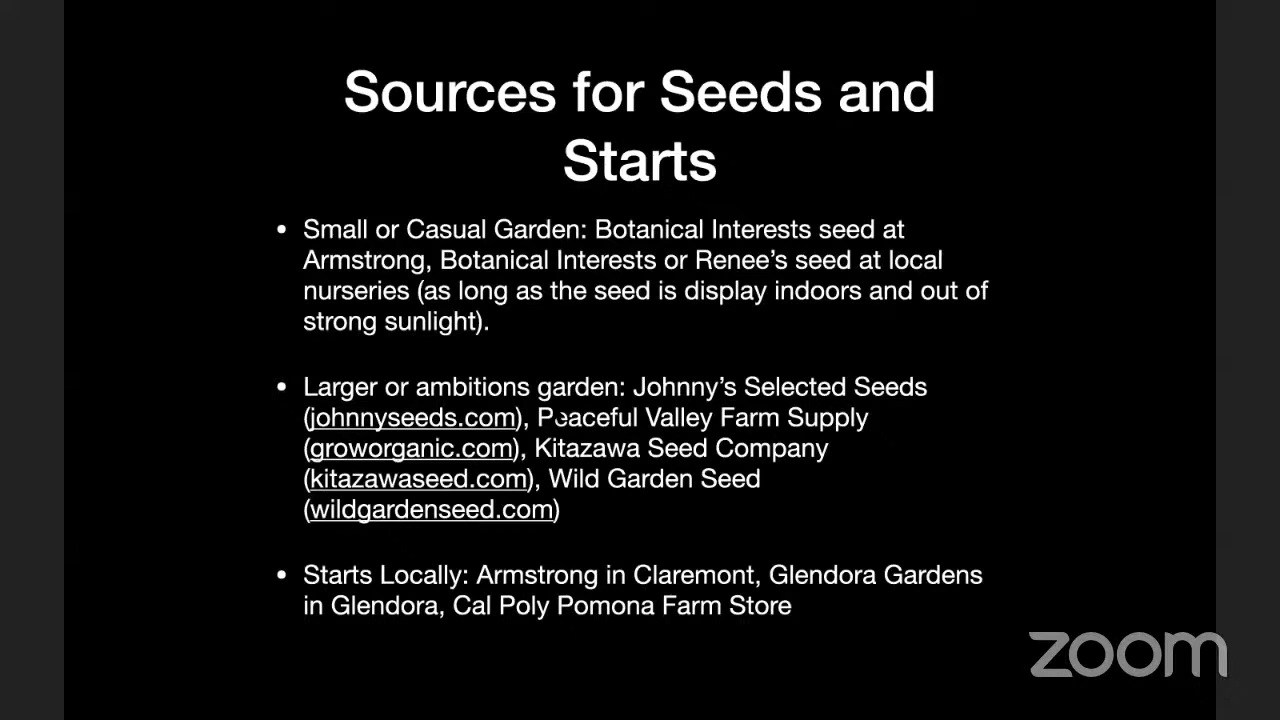 Sources for Seeds and
Starts
• Small or Casual Garden: Botanical Interests seed at
Armstrong, Botanical Interests or Renee’s seed at local
nurseries (as long as the seed is display indoors and out of
strong sunlight).
• Larger or ambitions garden: Johnny’s Selected Seeds
(johnnyseeds.com), Peaceful Valley Farm Supply
(groworganic.com), Kitazawa Seed Company
(kitazawaseed.com), Wild Garden Seed
(wildgardenseed.com)
• Starts Locally: Armstrong in Claremont, Glendora Gardens
in Glendora, Cal Poly Pomona Farm Store
zoom